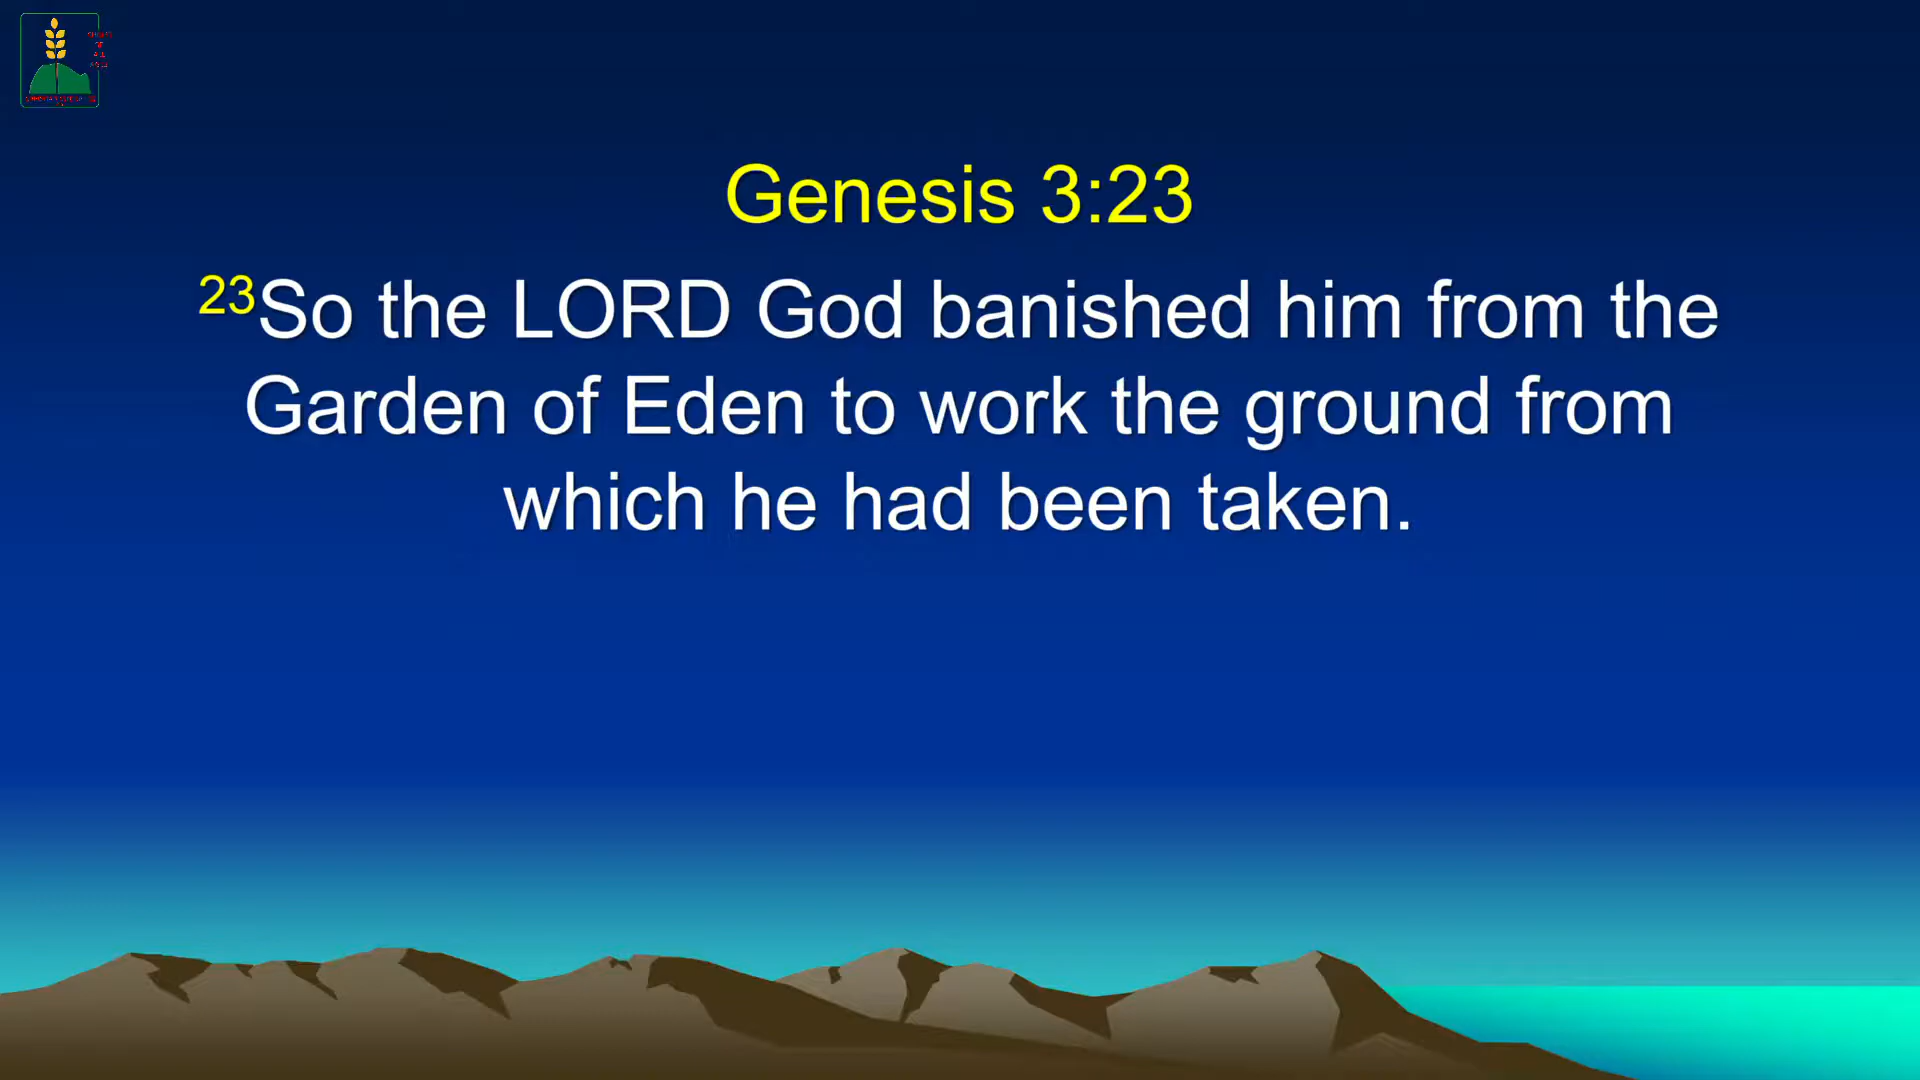 Genesis 3:23
23So the LORD God banished him from the
Garden of Eden to work the ground from
which he had been taken.